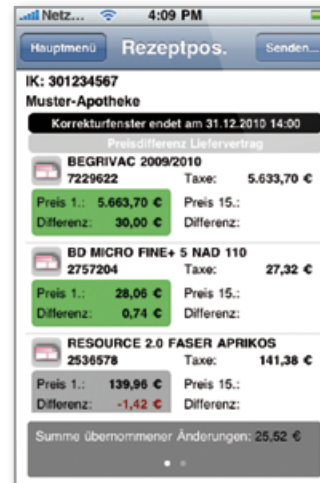 Netz... 4:09 PM
Hauptmenü Rezeptpos. Senden...
IK: 301234567
Muster-Apotheke
Korrekturfenster endet am 31.12.2010 14:00
Preisdifferenz Liefervertrag
BEGRIVAC 2009/2010
7229622 Taxe: 5.633,70 €
Preis 1.: 5.663,70 € Preis 15.:
Differenz: 30,00 € Differenz:
BD MICRO FINE+ 5 NAD 110
2757204 Taxe: 27,32 €
Preis 1.: 28,06 € Preis 15.:
Differenz: 0,74 € Differenz:
RESOURCE 2.0 FASER APRIKOS
2536578 Taxe: 141,38 €
Preis 1.: 139,96 € Preis 15.:
Differenz: -1,42 € Differenz:
Summe übernommener Änderungen: 25,52 €